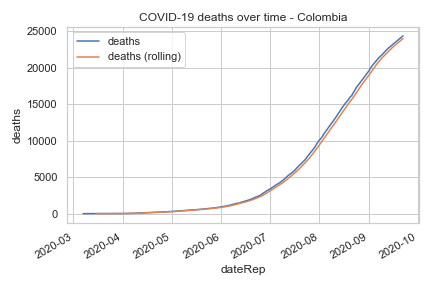 COVID-19 deaths over time - Colombia
deaths
deaths (rolling)
25000
20000
15000
10000
5000
0
deaths
2020-03
2020-04
2020-05
2020-06
2020-07
2020-08
2020-09
2020-10
dateRep